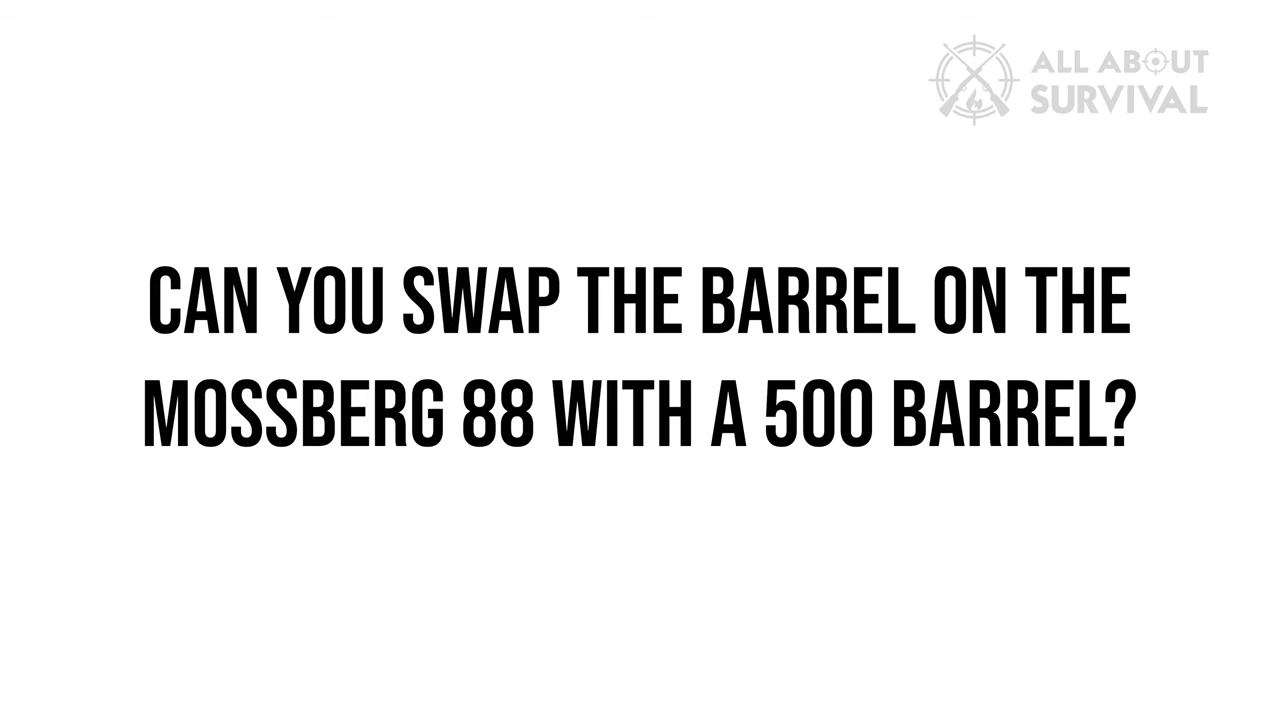 ALL ABOUT
SURVIVAL
CAN YOU SWAP THE BARREL ON THE
MOSSBERG 88 WITH A 500 BARREL?